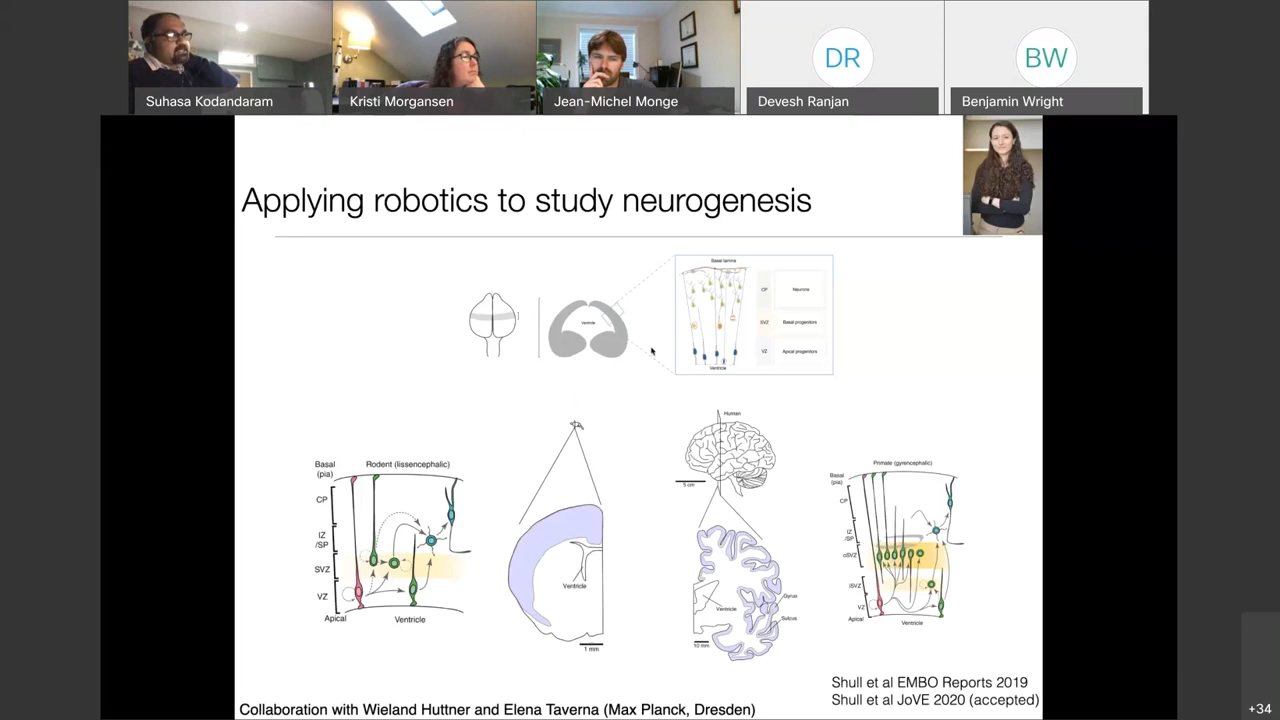 DR
BW
Suhasa Kodandaram
Kristi Morgansen
Jean-Michel Monge
Devesh Ranjan
Benjamin Wright
Applying robotics to study neurogenesis
Basal lamina
CP
Neurons
SVZ
Basal progenitors
VZ
Apical progenitors
Ventricle
Ventricle
Human
5 cm
Basal
(pia)
Rodent (lissencephalic)
CP
IZ
/SP
SVZ
VZ
Apical
Ventricle
Ventricle
1 mm
Ventricle
Gyrus
Sulcus
10 mm
Primate (gyrencephalic)
Basal
(pia)
CP
IZ
/SP
oSVZ
iSVZ
VZ
Apical
Ventricle
Shull et al EMBO Reports 2019
Shull et al JoVE 2020 (accepted)
Collaboration with Wieland Huttner and Elena Taverna (Max Planck, Dresden)
+34